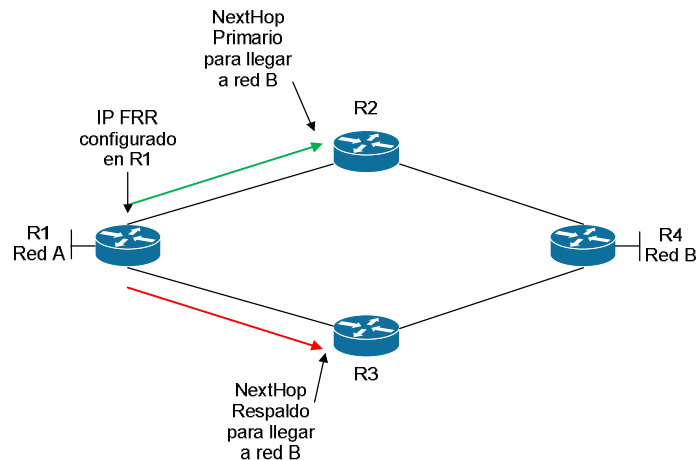 NextHop
Primario
para llegar
a red B
R2
IP FRR
configurado
en R1
R1
Red A
R4
Red B
R3
NextHop
Respaldo
para llegar
a red B